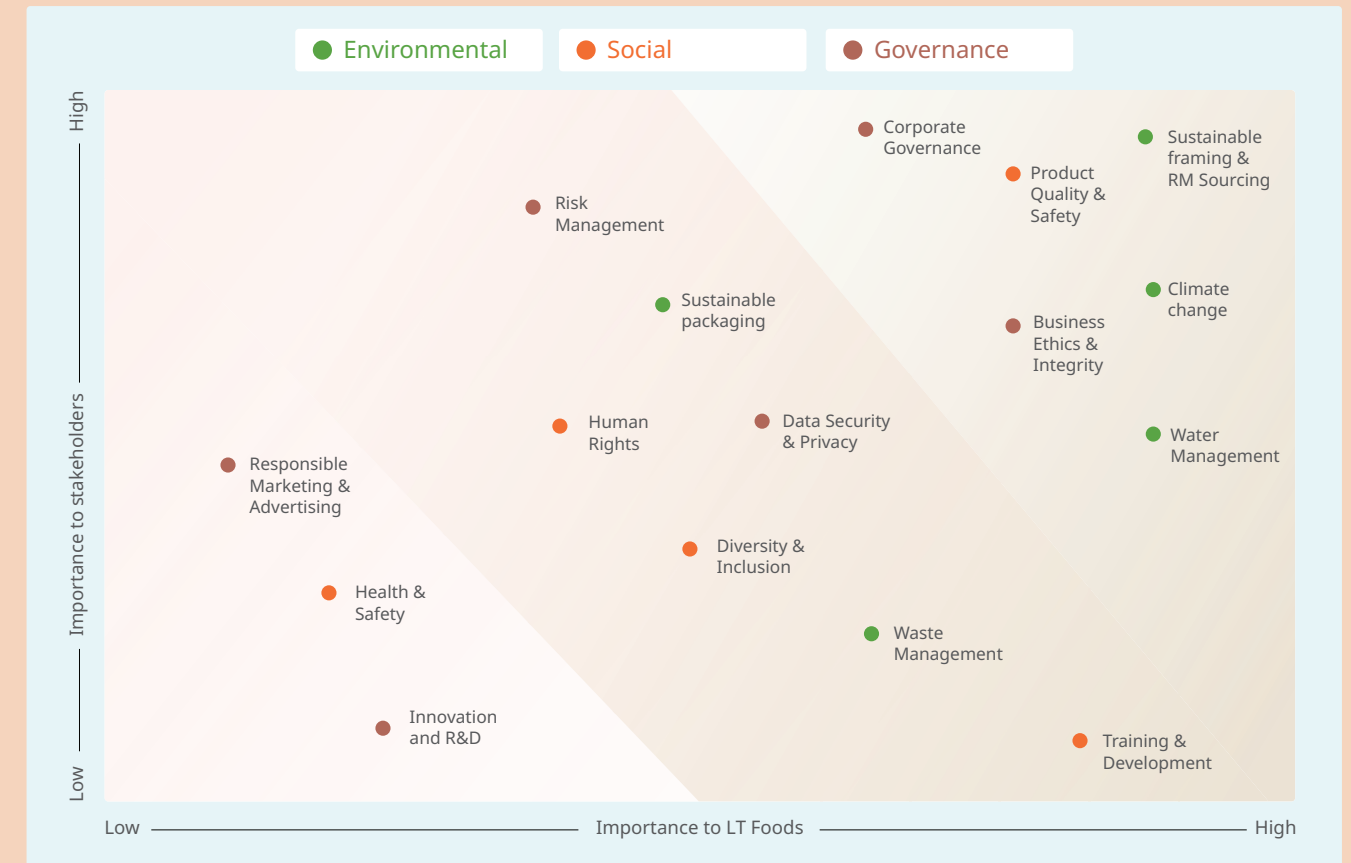 Environmental
Social
Governance
High
Importance to stakeholders
Low
Corporate
Governance
Sustainable
framing &
RM Sourcing
Product
Quality &
Safety
Risk
Management
Sustainable
packaging
Climate
change
Business
Ethics &
Integrity
Human
Rights
Data Security
& Privacy
Water
Management
Responsible
Marketing &
Advertising
Diversity &
Inclusion
Health &
Safety
Waste
Management
Innovation
and R&D
Training &
Development
Low
Importance to LT Foods
High